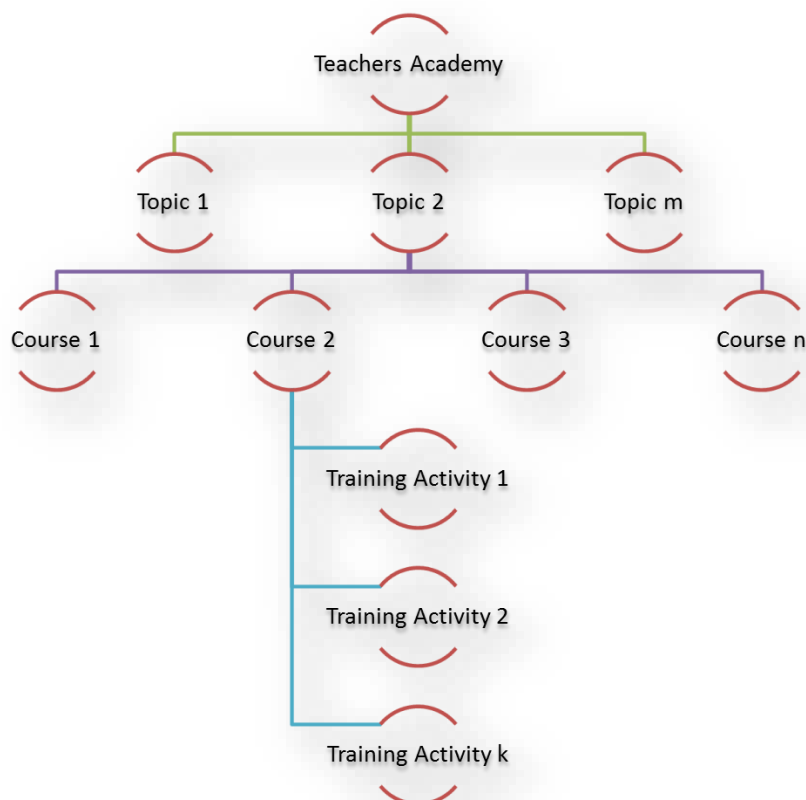 Teachers Academy
Topic 1
Topic 2
Topic m
Course 1
Course 2
Course 3
Course n
Training Activity 1
Training Activity 2
Training Activity k